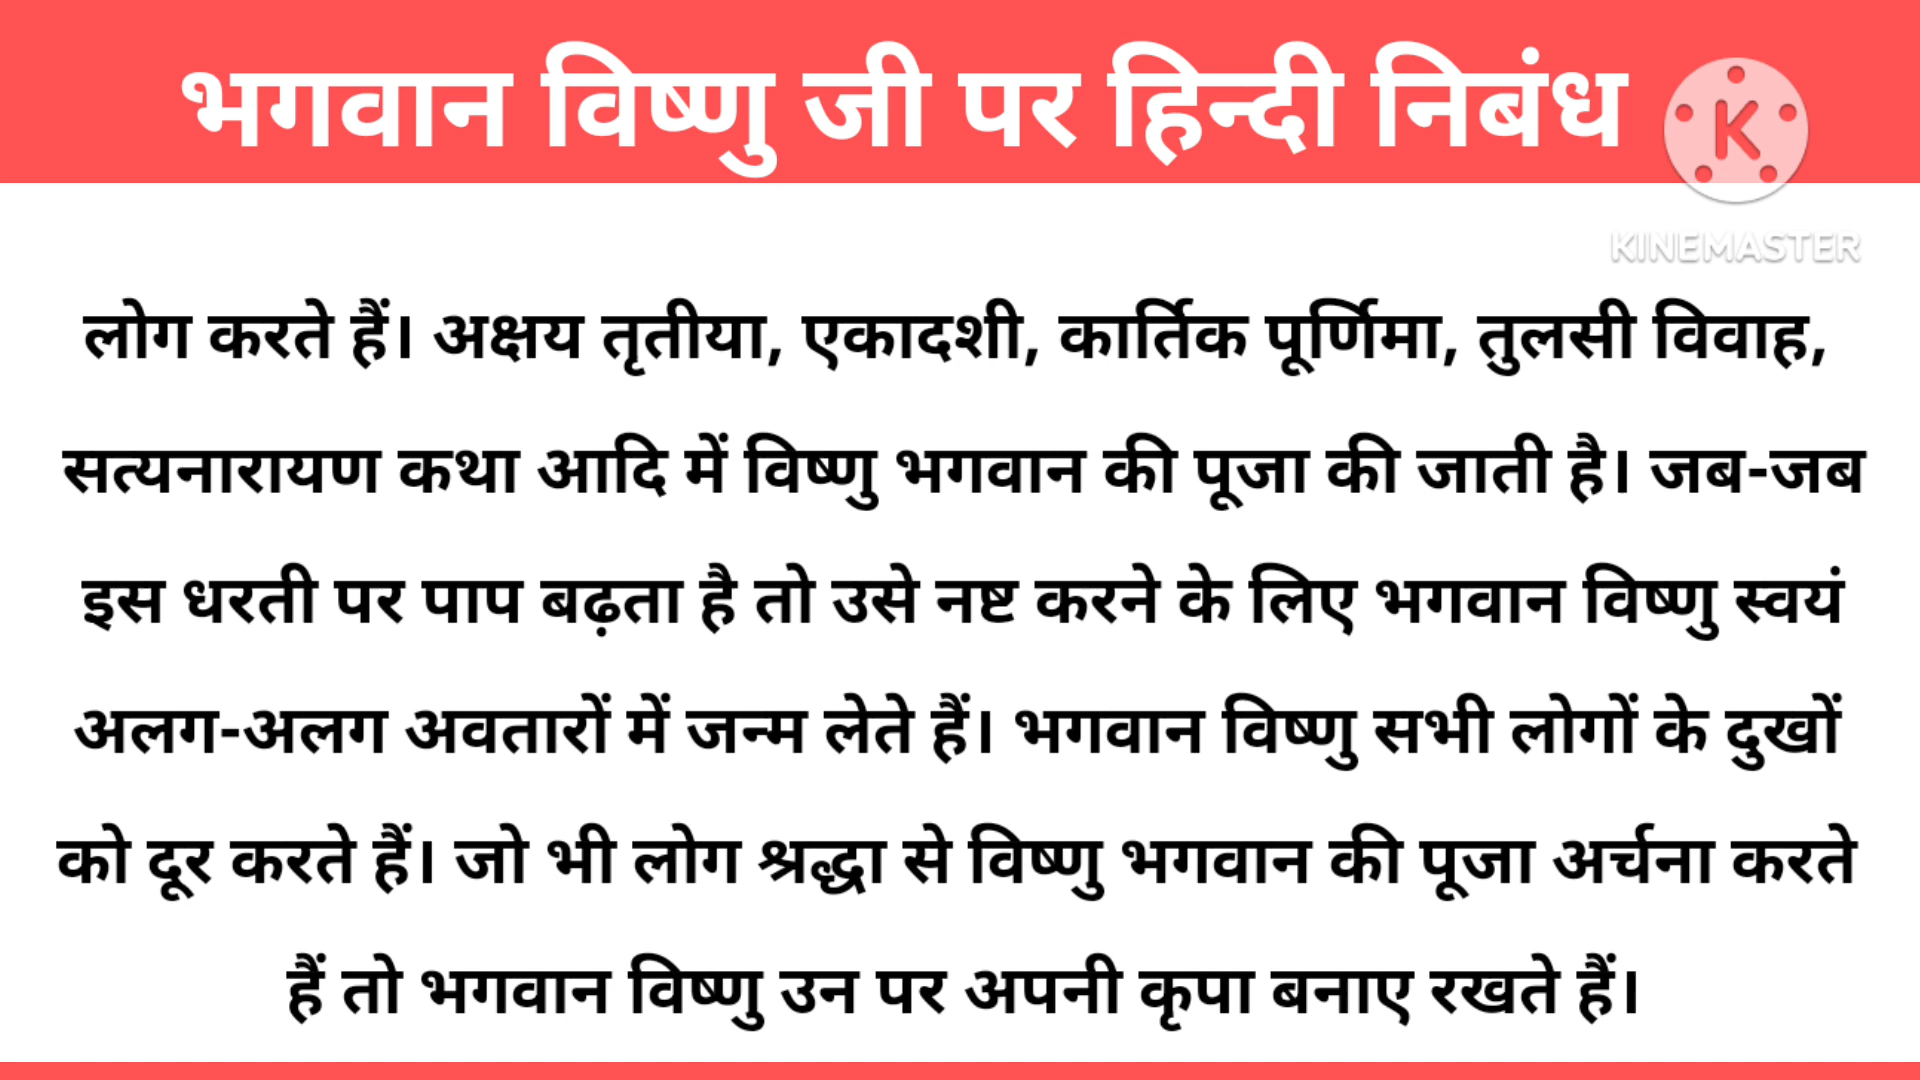 भगवान विष्णु जी पर हिन्दी निबंध
K
KINEMASTER
लोग करते हैं। अक्षय तृतीया, एकादशी, कार्तिक पूर्णिमा, तुलसी विवाह,
सत्यनारायण कथा आदि में विष्णु भगवान की पूजा की जाती है। जब-जब
इस धरती पर पाप बढ़ता है तो उसे नष्ट करने के लिए भगवान विष्णु स्वयं
अलग-अलग अवतारों में जन्म लेते हैं। भगवान विष्णु सभी लोगों के दुखों
को दूर करते हैं। जो भी लोग श्रद्धा से विष्णु भगवान की पूजा अर्चना करते
हैं तो भगवान विष्णु उन पर अपनी कृपा बनाए रखते हैं।